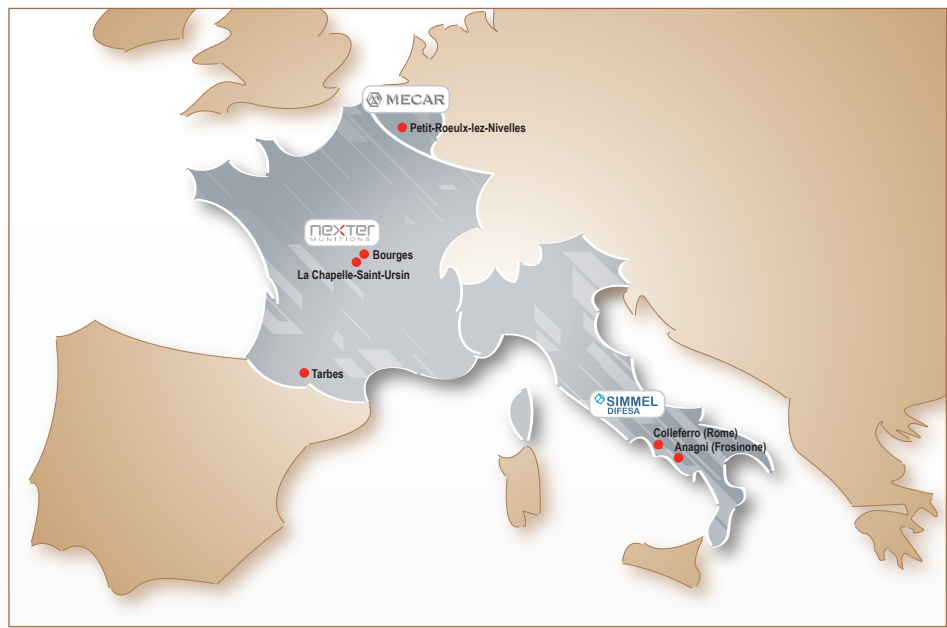 MECAR
Petit-Roeulx-lez-Nivelles
nexter
MUNITIONS
Bourges
La Chapelle-Saint-Ursin
Tarbes
SIMMEL
DIFESA
Colleferro (Rome)
Anagni (Frosinone)